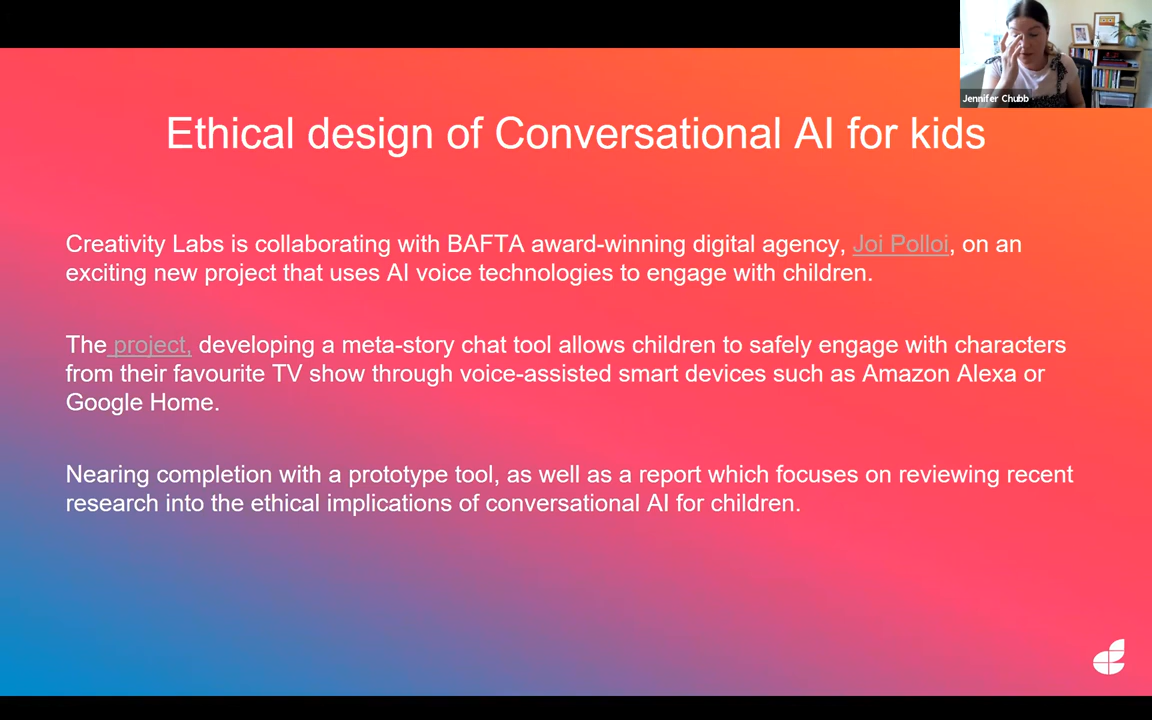 Jennifer Chubb
Ethical design of Conversational AI for kids
Creativity Labs is collaborating with BAFTA award-winning digital agency, Joi Polloi, on an
exciting new project that uses AI voice technologies to engage with children.
The project, developing a meta-story chat tool allows children to safely engage with characters
from their favourite TV show through voice-assisted smart devices such as Amazon Alexa or
Google Home.
Nearing completion with a prototype tool, as well as a report which focuses on reviewing recent
research into the ethical implications of conversational AI for children.